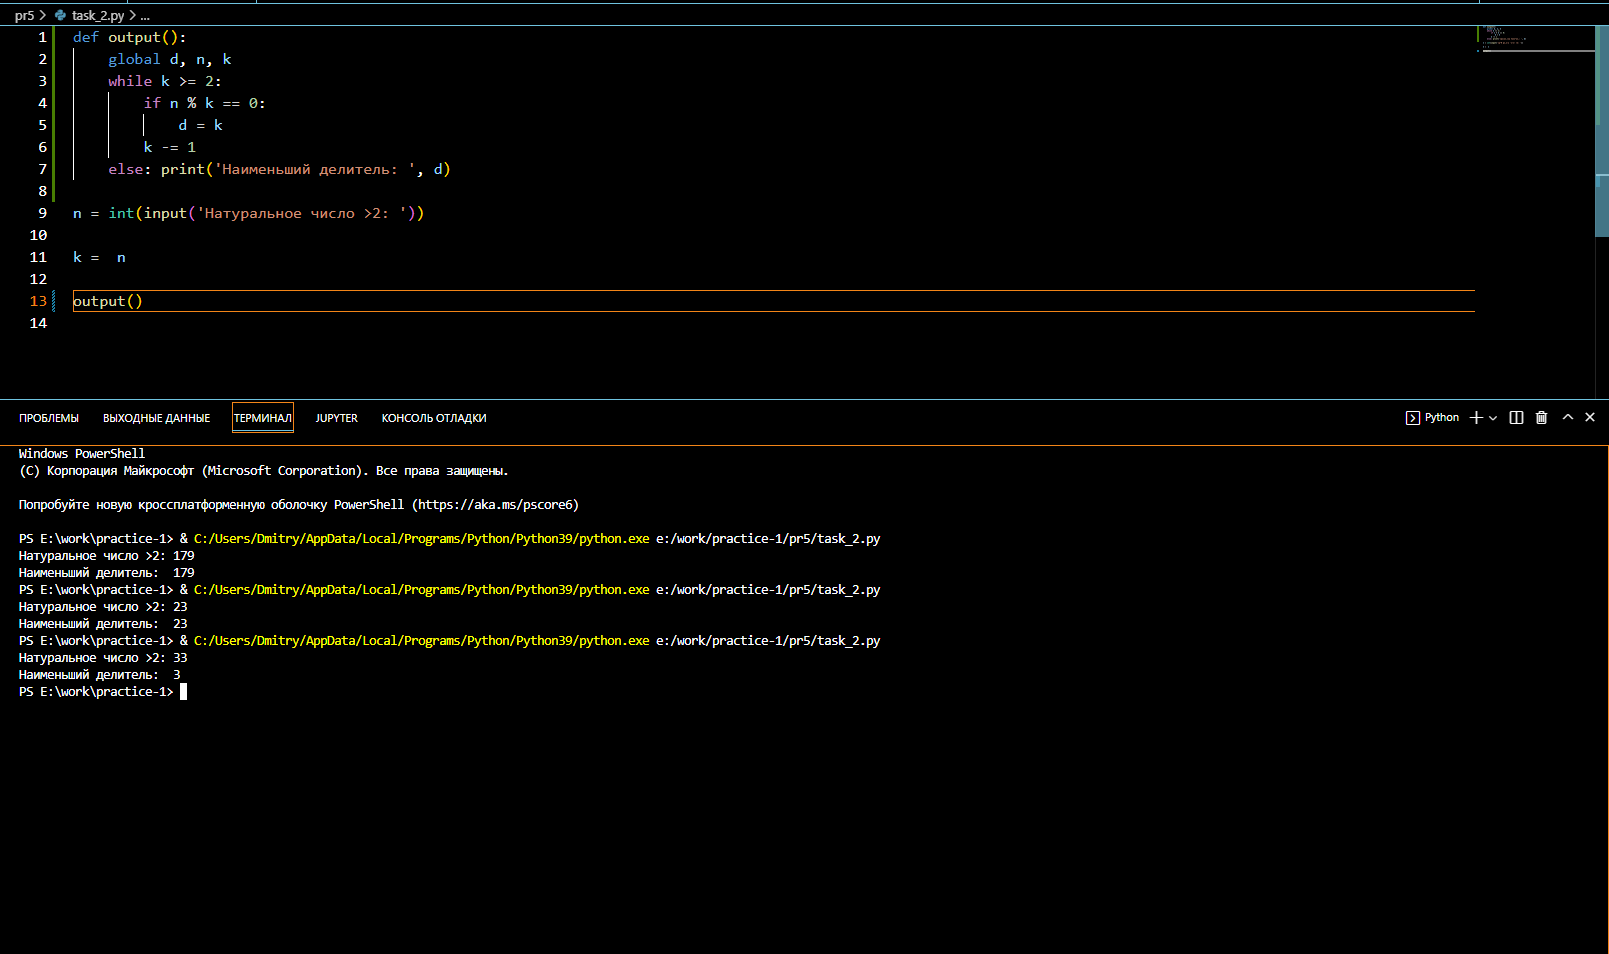 pr5 > task_2.py > ...
1 def output():
2     global d, n, k
3     while k >= 2:
4         if n % k == 0:
5             d = k
6         k -= 1
7     else: print('Наименьший делитель: ', d)
8
9 n = int(input('Натуральное число >2: '))
10
11 k =  n
12
13 output()
14
ПРОБЛЕМЫ ВЫХОДНЫЕ ДАННЫЕ ТЕРМИНАЛ JUPYTER КОНСОЛЬ ОТЛАДКИ Python
Windows PowerShell
(C) Корпорация Майкрософт (Microsoft Corporation). Все права защищены.
Попробуйте новую кроссплатформенную оболочку PowerShell (https://aka.ms/pscore6)
PS E:\work\practice-1> & C:/Users/Dmitry/AppData/Local/Programs/Python/Python39/python.exe e:/work/practice-1/pr5/task_2.py
Натуральное число >2: 179
Наименьший делитель:  179
PS E:\work\practice-1> & C:/Users/Dmitry/AppData/Local/Programs/Python/Python39/python.exe e:/work/practice-1/pr5/task_2.py
Натуральное число >2: 23
Наименьший делитель:  23
PS E:\work\practice-1> & C:/Users/Dmitry/AppData/Local/Programs/Python/Python39/python.exe e:/work/practice-1/pr5/task_2.py
Натуральное число >2: 33
Наименьший делитель:  3
PS E:\work\practice-1>